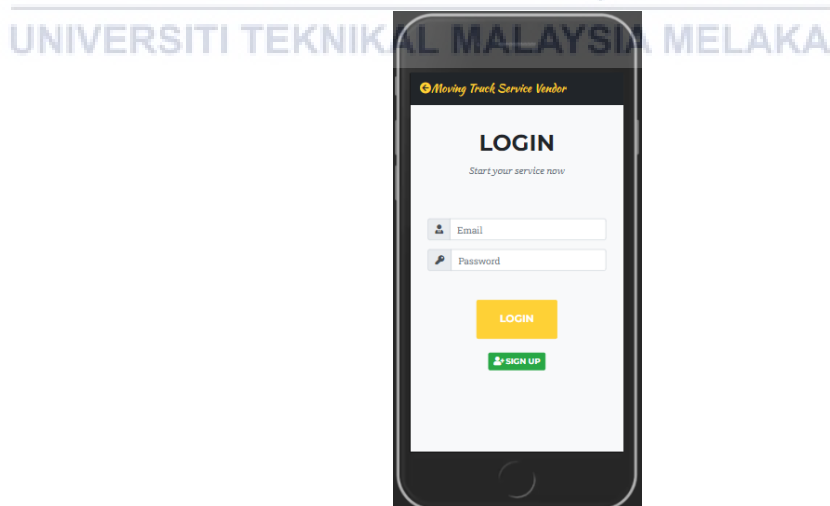 UNIVERSITI TEKNIKAL MALAYSIA MELAKA
Moving Truck Service Vendor
LOGIN
Start your service now
Email
Password
LOGIN
SIGN UP